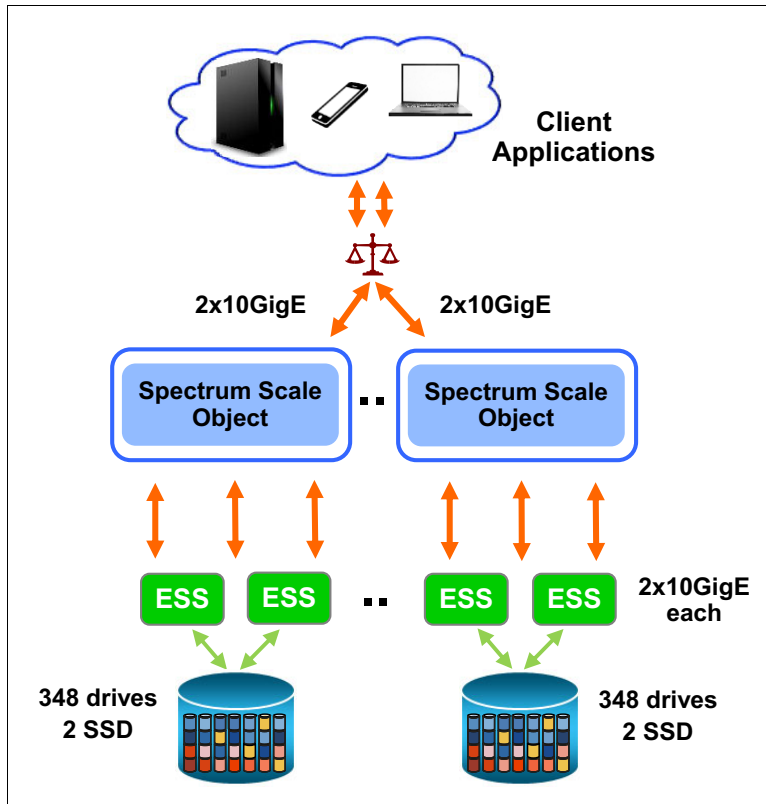 Client
Applications
2x10GigE
2x10GigE
Spectrum Scale
Object
Spectrum Scale
Object
ESS
ESS
ESS
ESS
2x10GigE
each
348 drives
2 SSD
348 drives
2 SSD